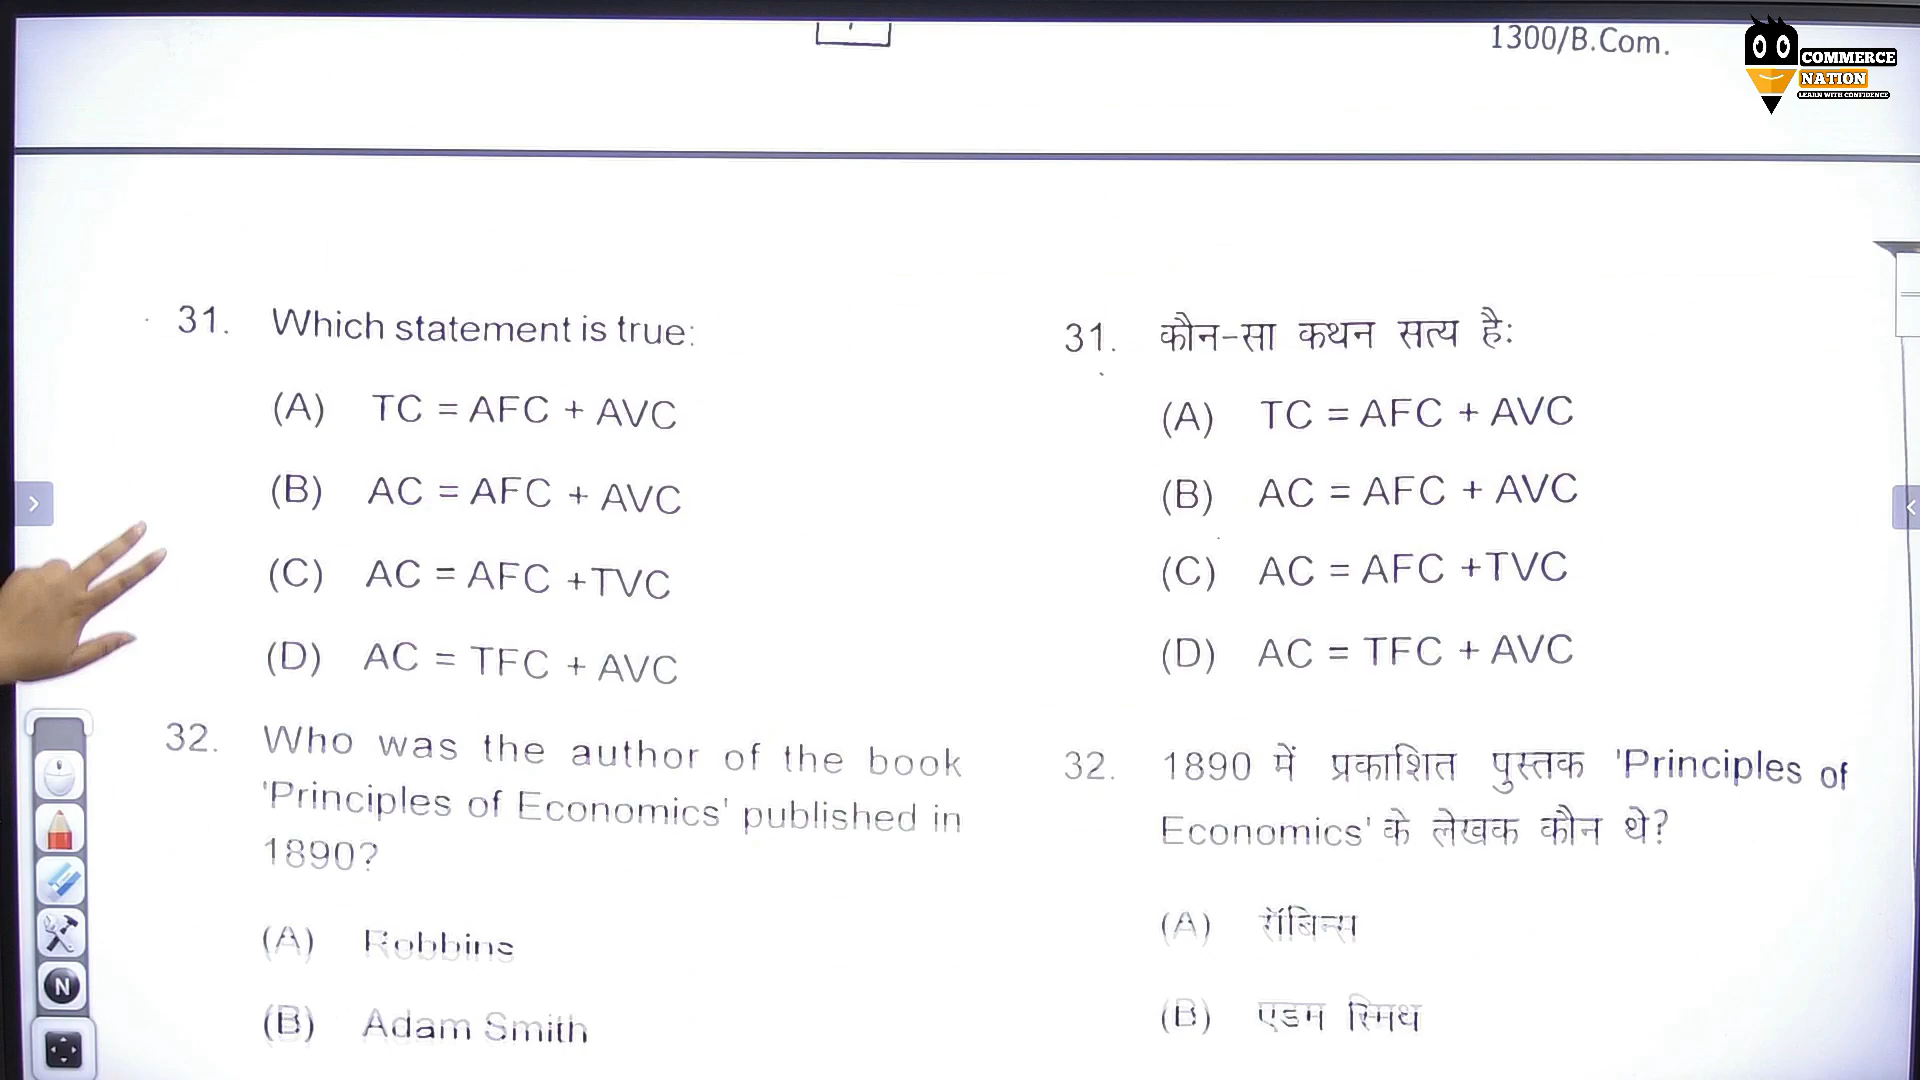 1300/B.Com.
COMMERCE
NATION
LEARN WITH CONFIDENCE
31. Which statement is true:
(A) TC = AFC + AVC
(B) AC = AFC + AVC
(C) AC = AFC +TVC
(D) AC = TFC + AVC
32. Who was the author of the book
'Principles of Economics' published in
1890?
(A) Robbins
(B) Adam Smith
31. कौन-सा कथन सत्य है:
(A) TC = AFC + AVC
(B) AC = AFC + AVC
(C) AC = AFC +TVC
(D) AC = TFC + AVC
32. 1890 में प्रकाशित पुस्तक 'Principles of
Economics' के लेखक कौन थे?
(A) रॉबिन्स
(B) एडम स्मिथ
N